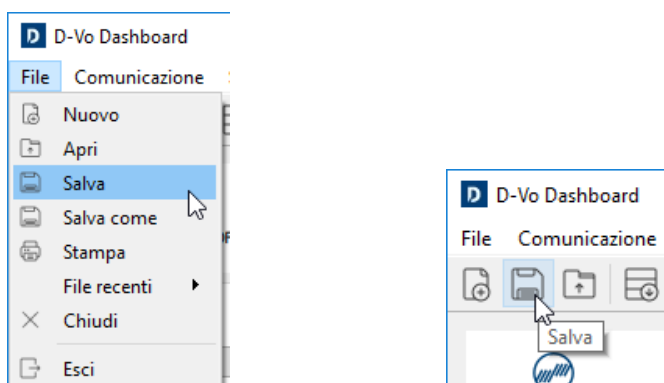 D-Vo Dashboard
File Comunicazione
Nuovo
Apri
Salva
Salva come
Stampa
File recenti
Chiudi
Esci
D-Vo Dashboard
File Comunicazione
Salva